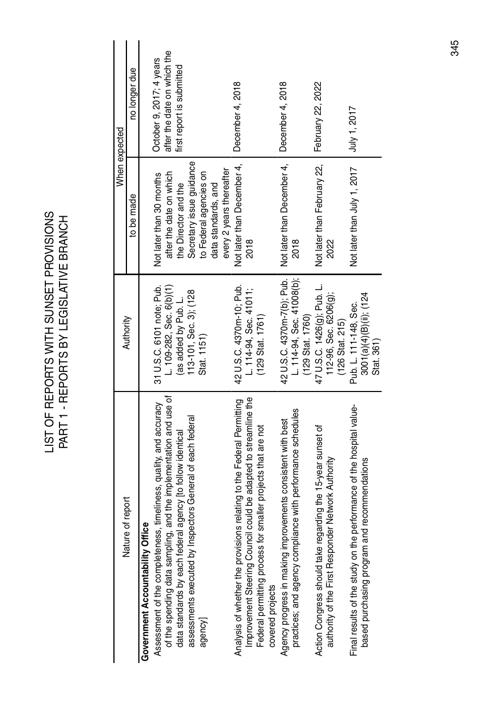 LIST OF REPORTS WITH SUNSET PROVISIONS
PART 1 - REPORTS BY LEGISLATIVE BRANCH
When expected
Nature of report
Authority
to be made
no longer due
Government Accountability Office
Assessment of the completeness, timeliness, quality, and accuracy
of the spending data sampling, and the implementation and use of
data standards by each federal agency [to follow identical
assessments executed by Inspectors General of each federal
agency]
31 U.S.C. 6101 note; Pub.
L. 109-282, Sec. 6(b)(1)
(as added by Pub. L.
113-101, Sec. 3); (128
Stat. 1151)
Not later than 30 months
after the date on which
the Director and the
Secretary issue guidance
to Federal agencies on
data standards, and
every 2 years thereafter
October 9, 2017; 4 years
after the date on which the
first report is submitted
Analysis of whether the provisions relating to the Federal Permitting
Improvement Steering Council could be adapted to streamline the
Federal permitting process for smaller projects that are not
covered projects
42 U.S.C. 4370m-10; Pub.
L. 114-94, Sec. 41011;
(129 Stat. 1761)
Not later than December 4,
2018
December 4, 2018
Agency progress in making improvements consistent with best
practices; and agency compliance with performance schedules
42 U.S.C. 4370m-7(b); Pub.
L. 114-94, Sec. 41008(b);
(129 Stat. 1760)
Not later than December 4,
2018
December 4, 2018
Action Congress should take regarding the 15-year sunset of
authority of the First Responder Network Authority
47 U.S.C. 1426(g); Pub. L.
112-96, Sec. 6206(g);
(126 Stat. 215)
Not later than February 22,
2022
February 22, 2022
Final results of the study on the performance of the hospital value-
based purchasing program and recommendations
Pub. L. 111-148, Sec.
3001(a)(4)(B)(ii); (124
Stat. 361)
Not later than July 1, 2017
July 1, 2017
345